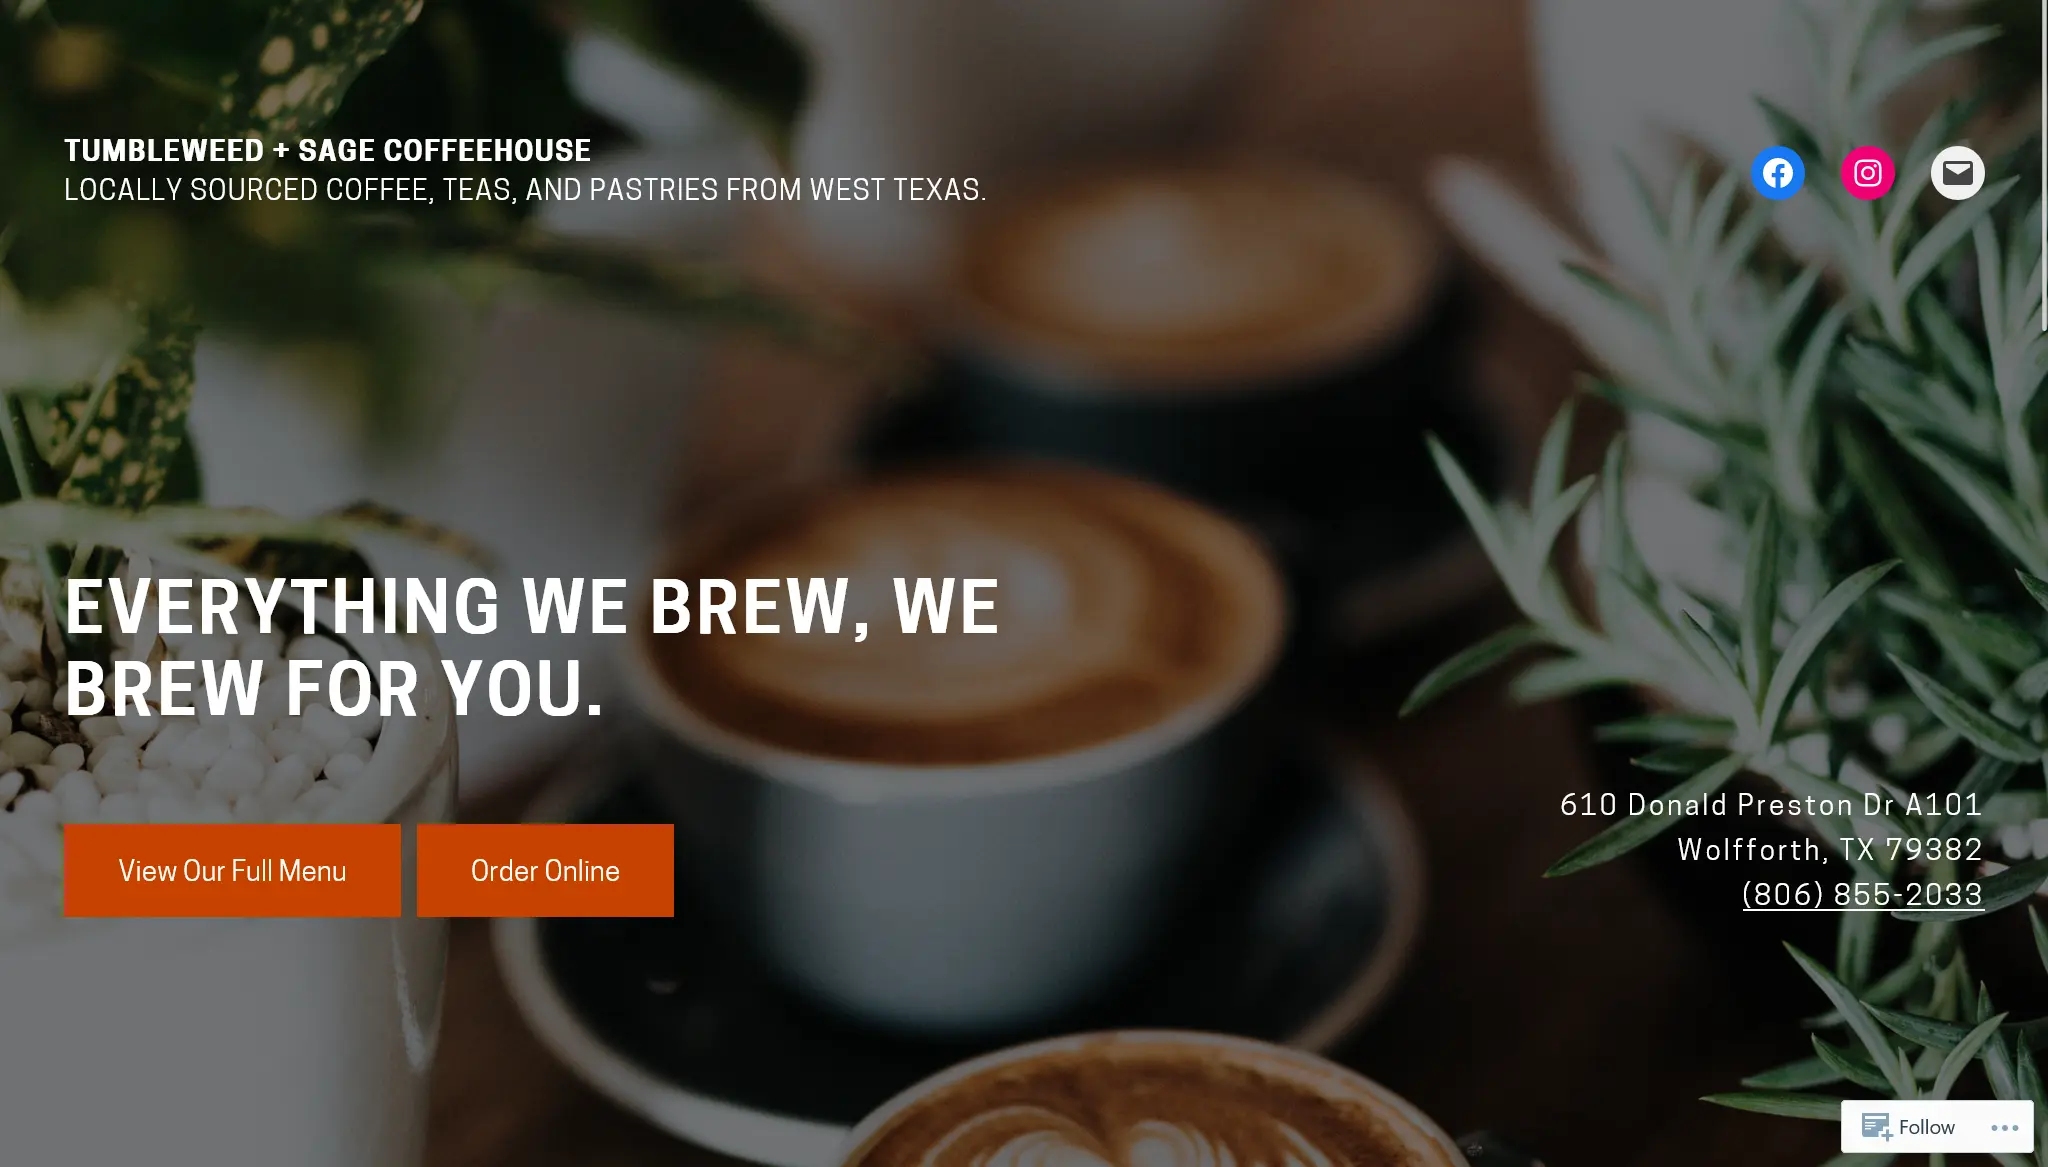 TUMBLEWEED + SAGE COFFEEHOUSE
LOCALLY SOURCED COFFEE, TEAS, AND PASTRIES FROM WEST TEXAS.
EVERYTHING WE BREW, WE
BREW FOR YOU.
View Our Full Menu
Order Online
610 Donald Preston Dr A101
Wolfforth, TX 79382
(806) 855-2033
Follow